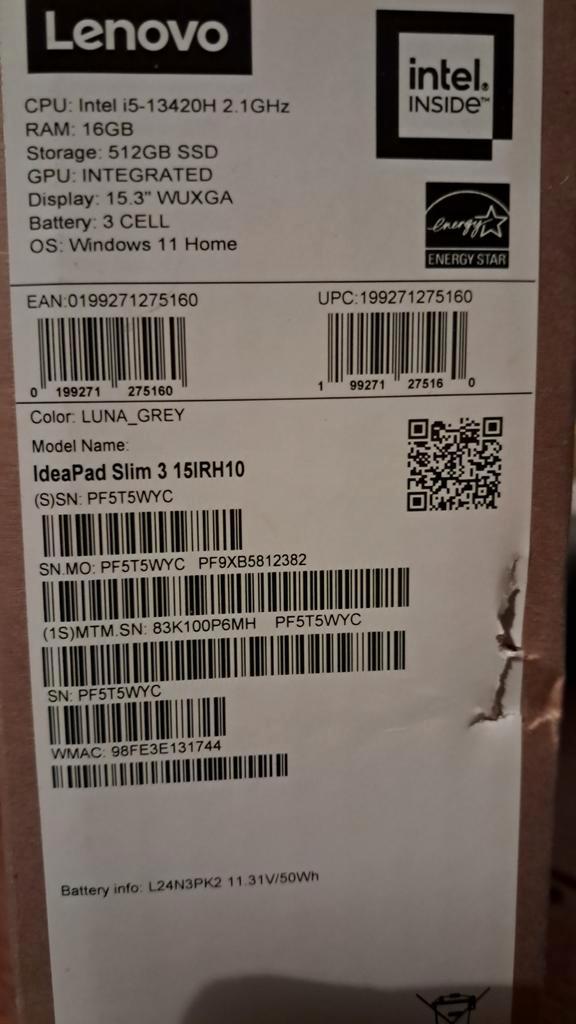 Lenovo
intel.
INSIDE™
CPU: Intel i5-13420H 2.1GHz
RAM: 16GB
Storage: 512GB SSD
GPU: INTEGRATED
Display: 15.3" WUXGA
Battery: 3 CELL
OS: Windows 11 Home
energy
ENERGY STAR
EAN:0199271275160
UPC:199271275160
0 199271 275160
1 99271 27516 0
Color: LUNA_GREY
Model Name:
IdeaPad Slim 3 15IRH10
(S)SN: PF5T5WYC
SN.MO: PF5T5WYC PF9XB5812382
(1S)MTM.SN: 83K100P6MH PF5T5WYC
SN: PF5T5WYC
WMAC: 98FE3E131744
Battery info: L24N3PK2 11.31V/50Wh